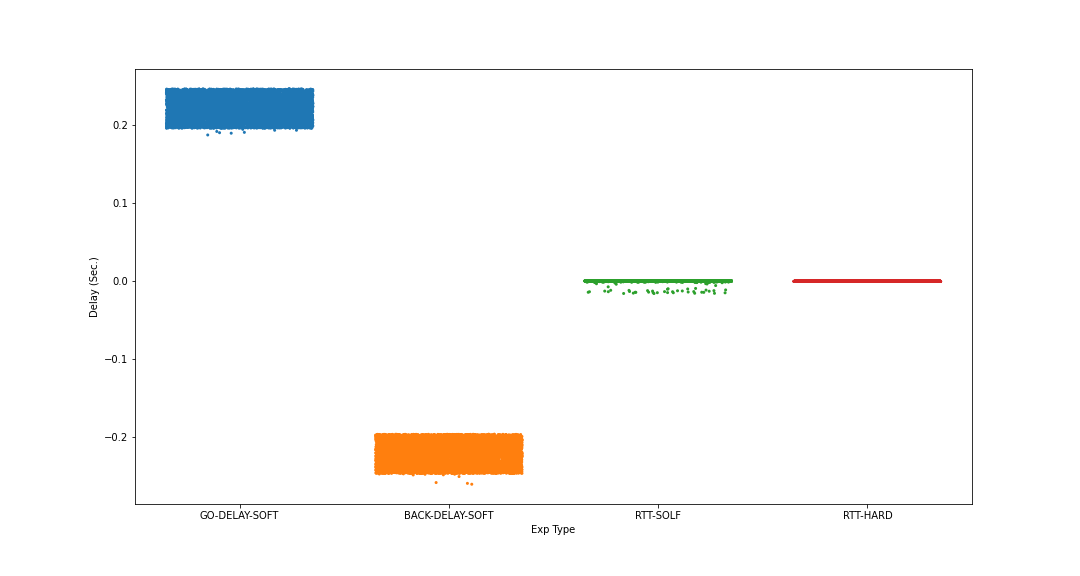 Delay (Sec.)
0.2
0.1
0.0
−0.1
−0.2
GO-DELAY-SOFT
BACK-DELAY-SOFT
RTT-SOLF
RTT-HARD
Exp Type